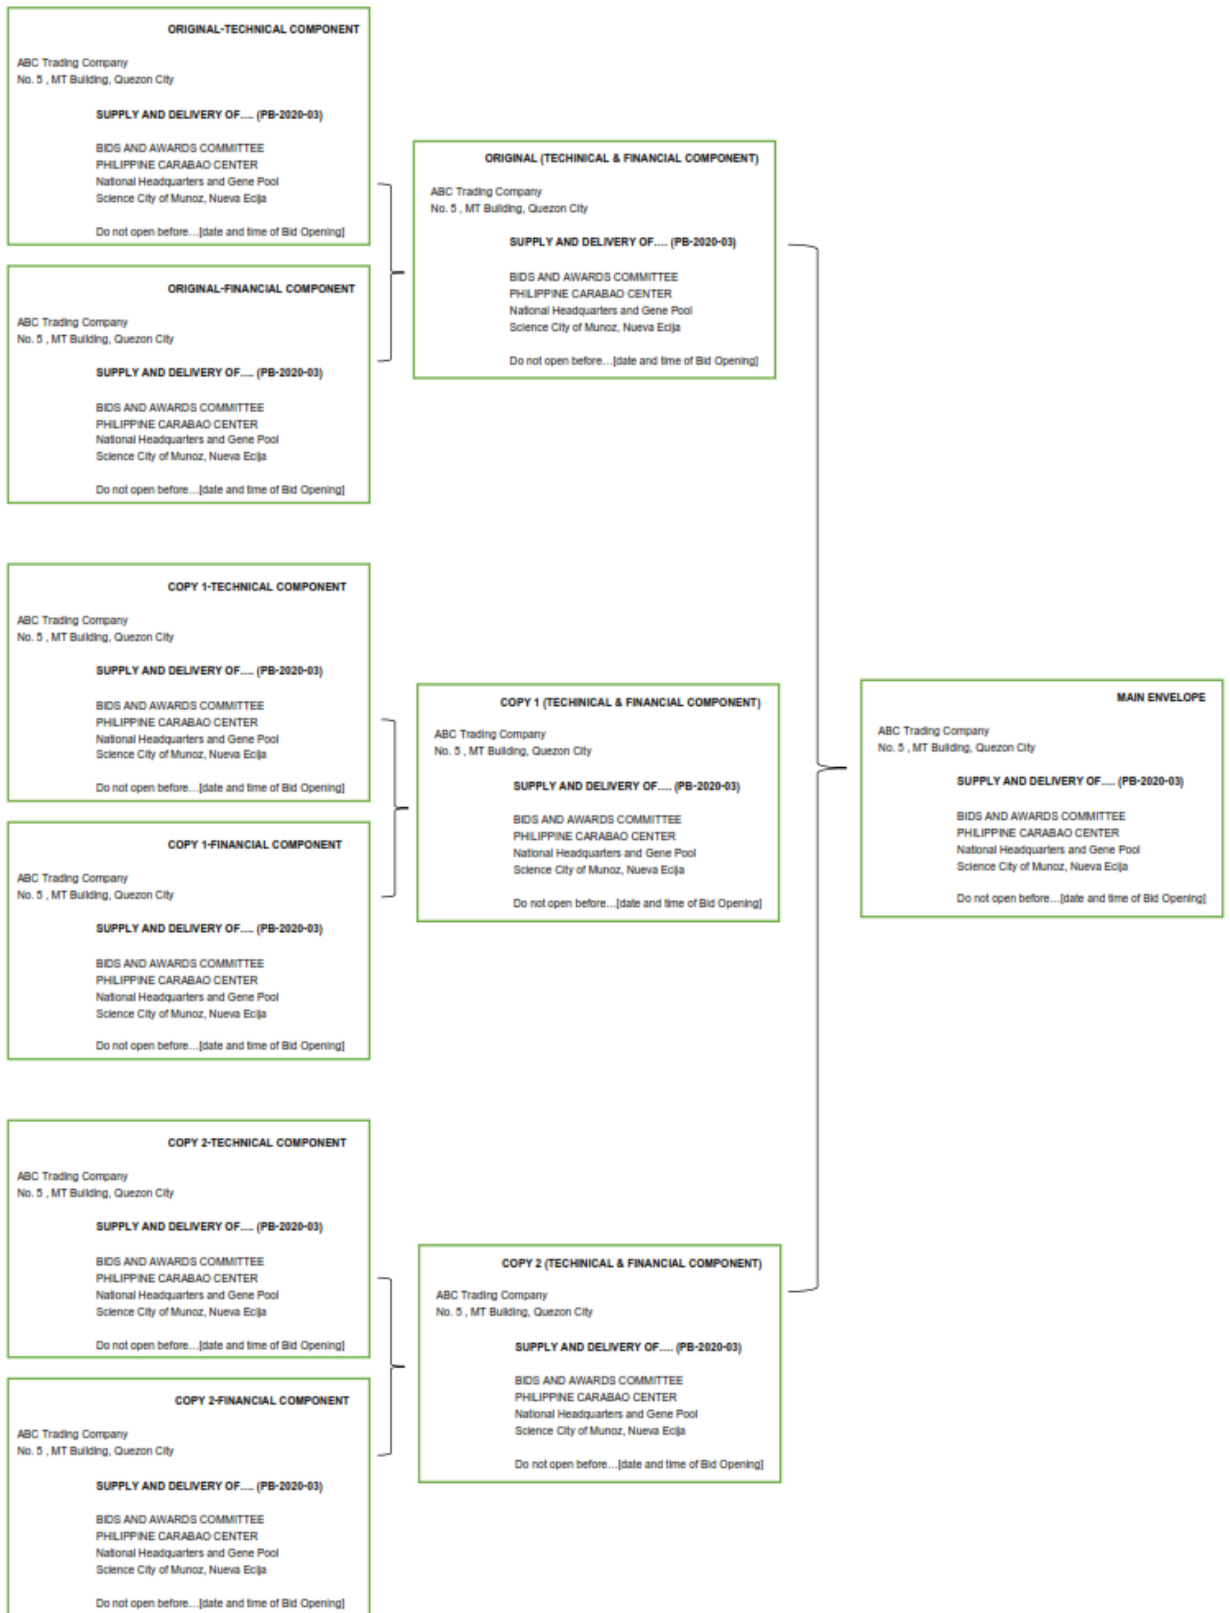 ORIGINAL-TECHNICAL COMPONENT
ABC Trading Company
No. 5 , MT Building, Quezon City
SUPPLY AND DELIVERY OF.... (PB-2020-03)
BIDS AND AWARDS COMMITTEE
PHILIPPINE CARABAO CENTER
National Headquarters and Gene Pool
Science City of Munoz, Nueva Ecija
Do not open before...[date and time of Bid Opening]
ORIGINAL-FINANCIAL COMPONENT
ABC Trading Company
No. 5 , MT Building, Quezon City
SUPPLY AND DELIVERY OF.... (PB-2020-03)
BIDS AND AWARDS COMMITTEE
PHILIPPINE CARABAO CENTER
National Headquarters and Gene Pool
Science City of Munoz, Nueva Ecija
Do not open before...[date and time of Bid Opening]
ORIGINAL (TECHINICAL & FINANCIAL COMPONENT)
ABC Trading Company
No. 5 , MT Building, Quezon City
SUPPLY AND DELIVERY OF.... (PB-2020-03)
BIDS AND AWARDS COMMITTEE
PHILIPPINE CARABAO CENTER
National Headquarters and Gene Pool
Science City of Munoz, Nueva Ecija
Do not open before...[date and time of Bid Opening]
COPY 1-TECHNICAL COMPONENT
ABC Trading Company
No. 5 , MT Building, Quezon City
SUPPLY AND DELIVERY OF.... (PB-2020-03)
BIDS AND AWARDS COMMITTEE
PHILIPPINE CARABAO CENTER
National Headquarters and Gene Pool
Science City of Munoz, Nueva Ecija
Do not open before...[date and time of Bid Opening]
COPY 1-FINANCIAL COMPONENT
ABC Trading Company
No. 5 , MT Building, Quezon City
SUPPLY AND DELIVERY OF.... (PB-2020-03)
BIDS AND AWARDS COMMITTEE
PHILIPPINE CARABAO CENTER
National Headquarters and Gene Pool
Science City of Munoz, Nueva Ecija
Do not open before...[date and time of Bid Opening]
COPY 1 (TECHINICAL & FINANCIAL COMPONENT)
ABC Trading Company
No. 5 , MT Building, Quezon City
SUPPLY AND DELIVERY OF.... (PB-2020-03)
BIDS AND AWARDS COMMITTEE
PHILIPPINE CARABAO CENTER
National Headquarters and Gene Pool
Science City of Munoz, Nueva Ecija
Do not open before...[date and time of Bid Opening]
MAIN ENVELOPE
ABC Trading Company
No. 5 , MT Building, Quezon City
SUPPLY AND DELIVERY OF.... (PB-2020-03)
BIDS AND AWARDS COMMITTEE
PHILIPPINE CARABAO CENTER
National Headquarters and Gene Pool
Science City of Munoz, Nueva Ecija
Do not open before...[date and time of Bid Opening]
COPY 2-TECHNICAL COMPONENT
ABC Trading Company
No. 5 , MT Building, Quezon City
SUPPLY AND DELIVERY OF.... (PB-2020-03)
BIDS AND AWARDS COMMITTEE
PHILIPPINE CARABAO CENTER
National Headquarters and Gene Pool
Science City of Munoz, Nueva Ecija
Do not open before...[date and time of Bid Opening]
COPY 2-FINANCIAL COMPONENT
ABC Trading Company
No. 5 , MT Building, Quezon City
SUPPLY AND DELIVERY OF.... (PB-2020-03)
BIDS AND AWARDS COMMITTEE
PHILIPPINE CARABAO CENTER
National Headquarters and Gene Pool
Science City of Munoz, Nueva Ecija
Do not open before...[date and time of Bid Opening]
COPY 2 (TECHINICAL & FINANCIAL COMPONENT)
ABC Trading Company
No. 5 , MT Building, Quezon City
SUPPLY AND DELIVERY OF.... (PB-2020-03)
BIDS AND AWARDS COMMITTEE
PHILIPPINE CARABAO CENTER
National Headquarters and Gene Pool
Science City of Munoz, Nueva Ecija
Do not open before...[date and time of Bid Opening]